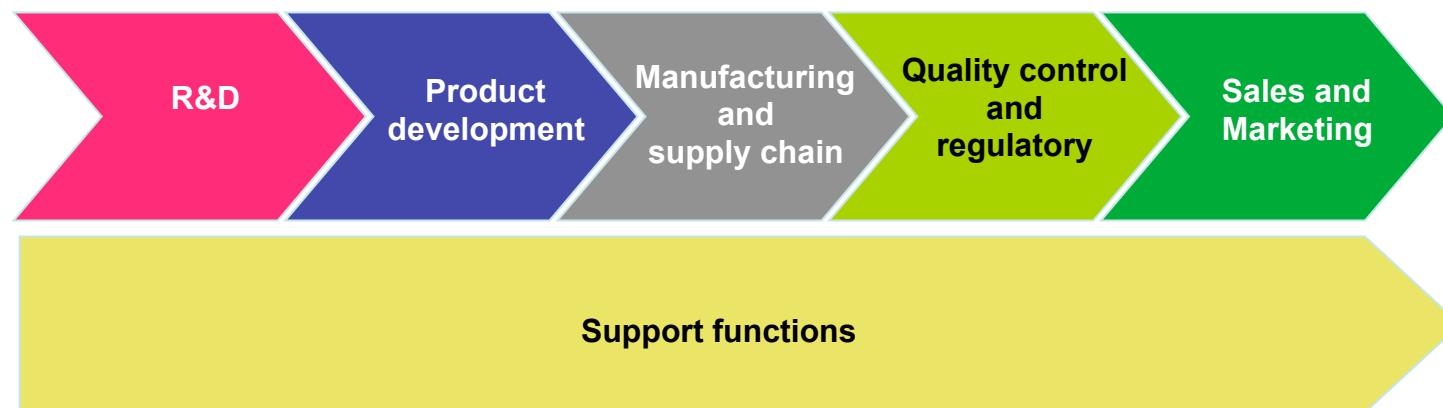 R&D
Product
development
Manufacturing
and
supply chain
Quality control
and
regulatory
Sales and
Marketing
Support functions